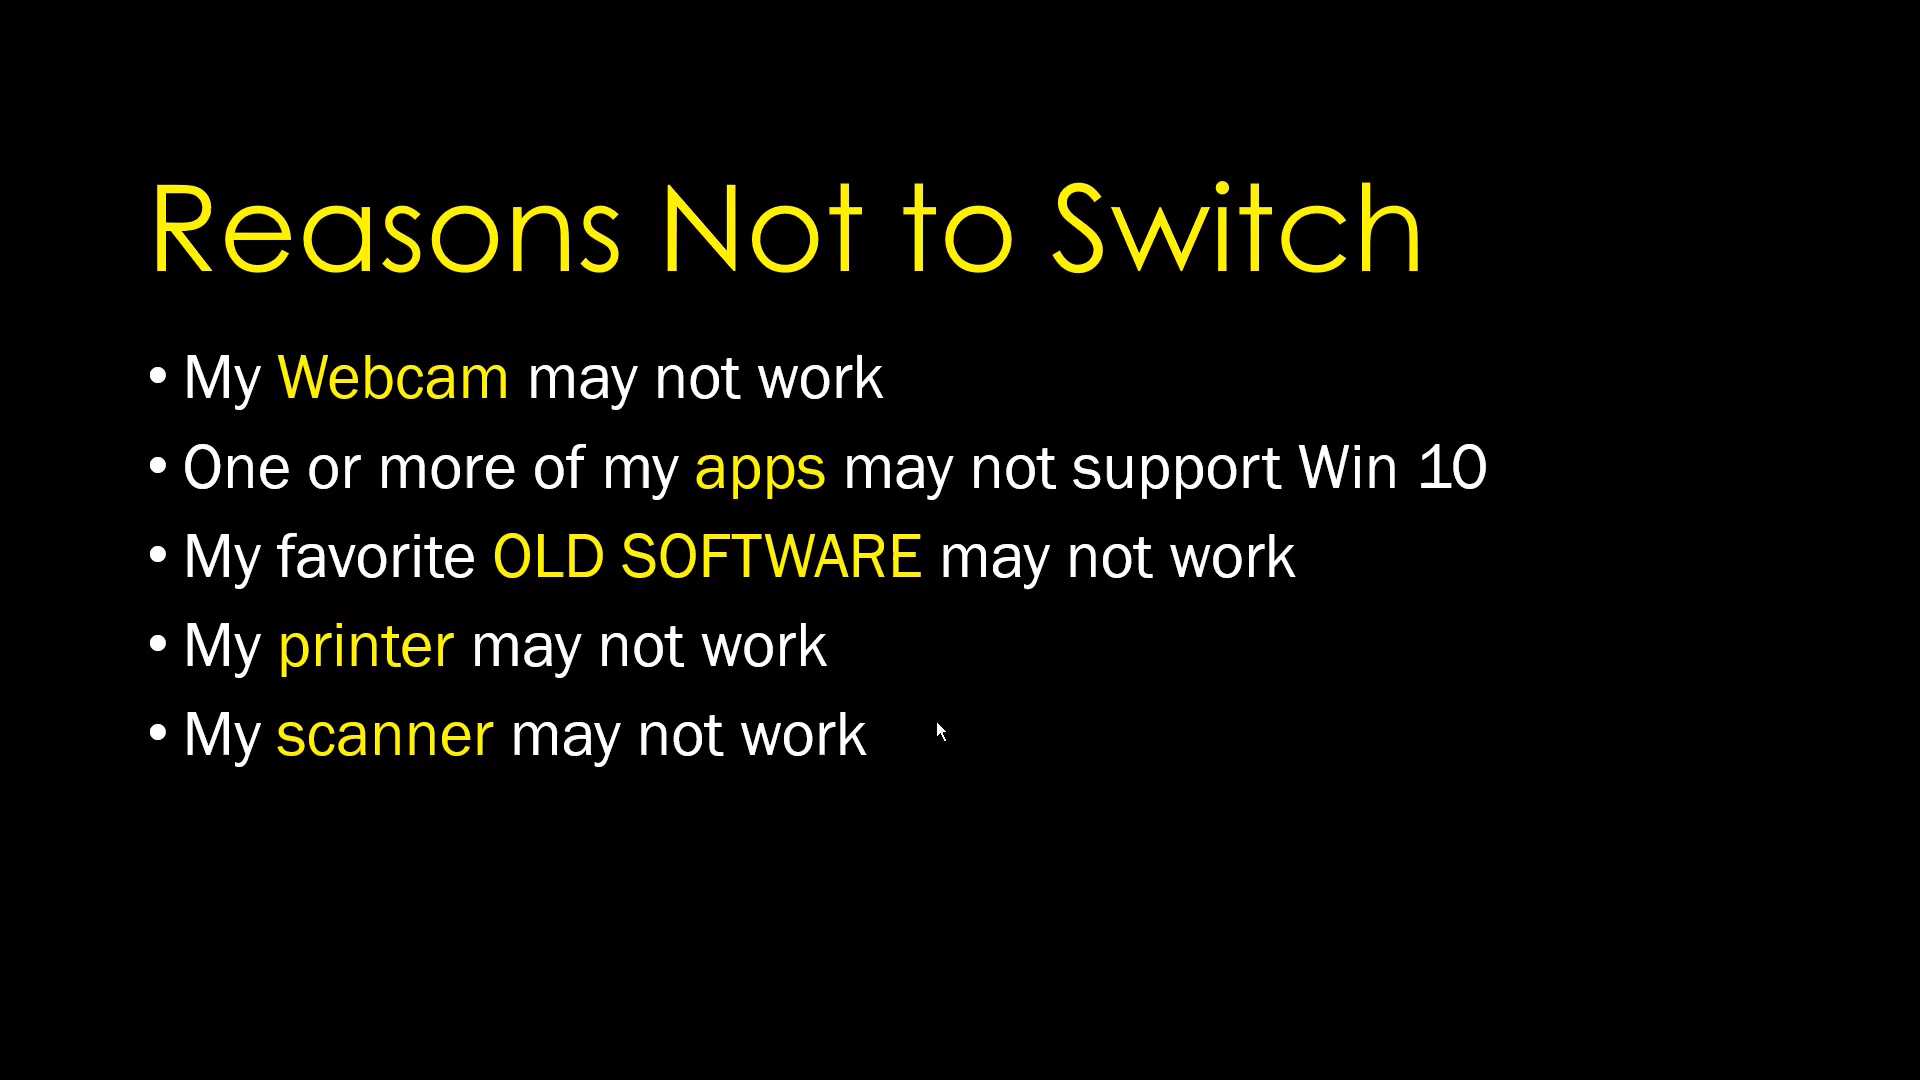 Reasons Not to Switch
• My Webcam may not work
• One or more of my apps may not support Win 10
• My favorite OLD SOFTWARE may not work
• My printer may not work
• My scanner may not work